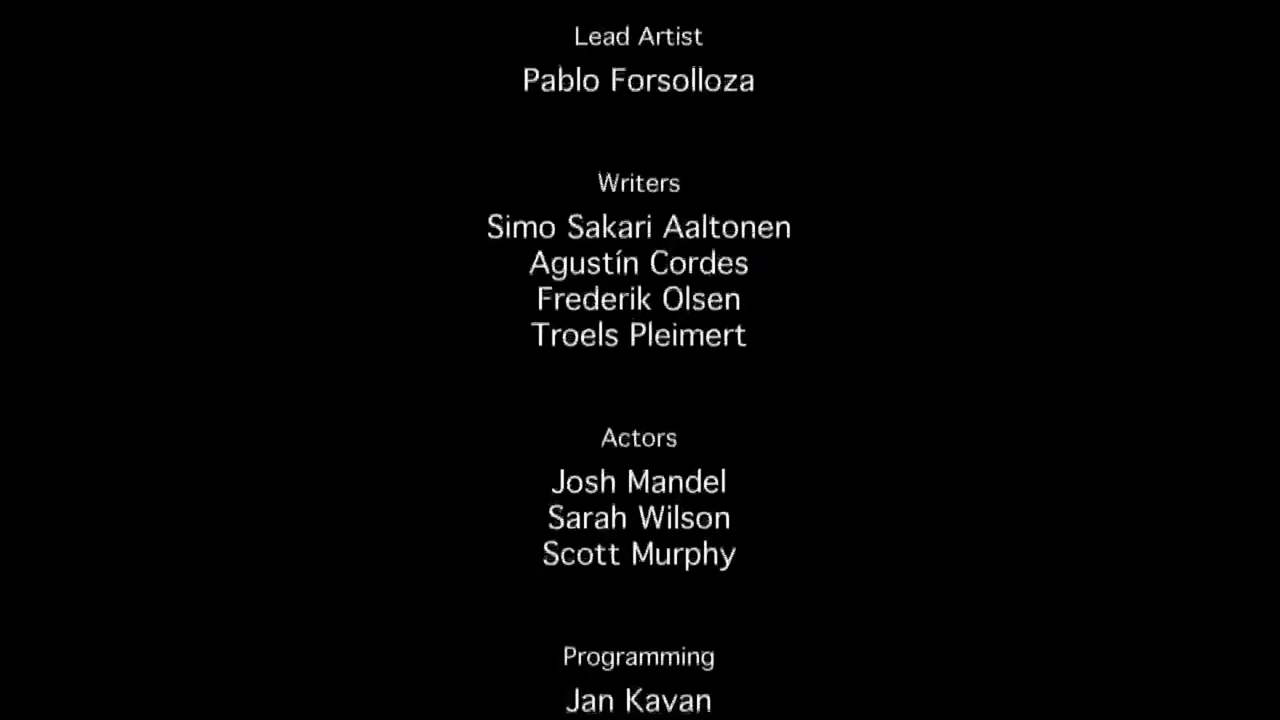 Lead Artist
Pablo Forsolloza
Writers
Simo Sakari Aaltonen
Agustín Cordes
Frederik Olsen
Troels Pleimert
Actors
Josh Mandel
Sarah Wilson
Scott Murphy
Programming
Jan Kavan